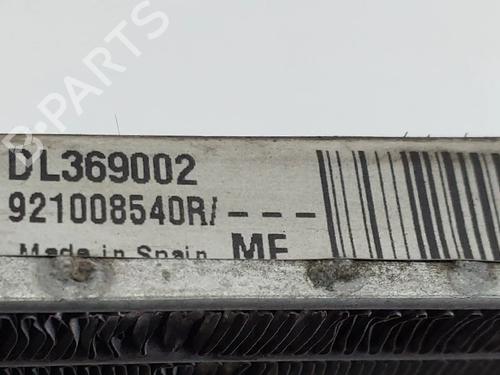 B-PARTS
DL369002
921008540R/---
Made in Spain MF